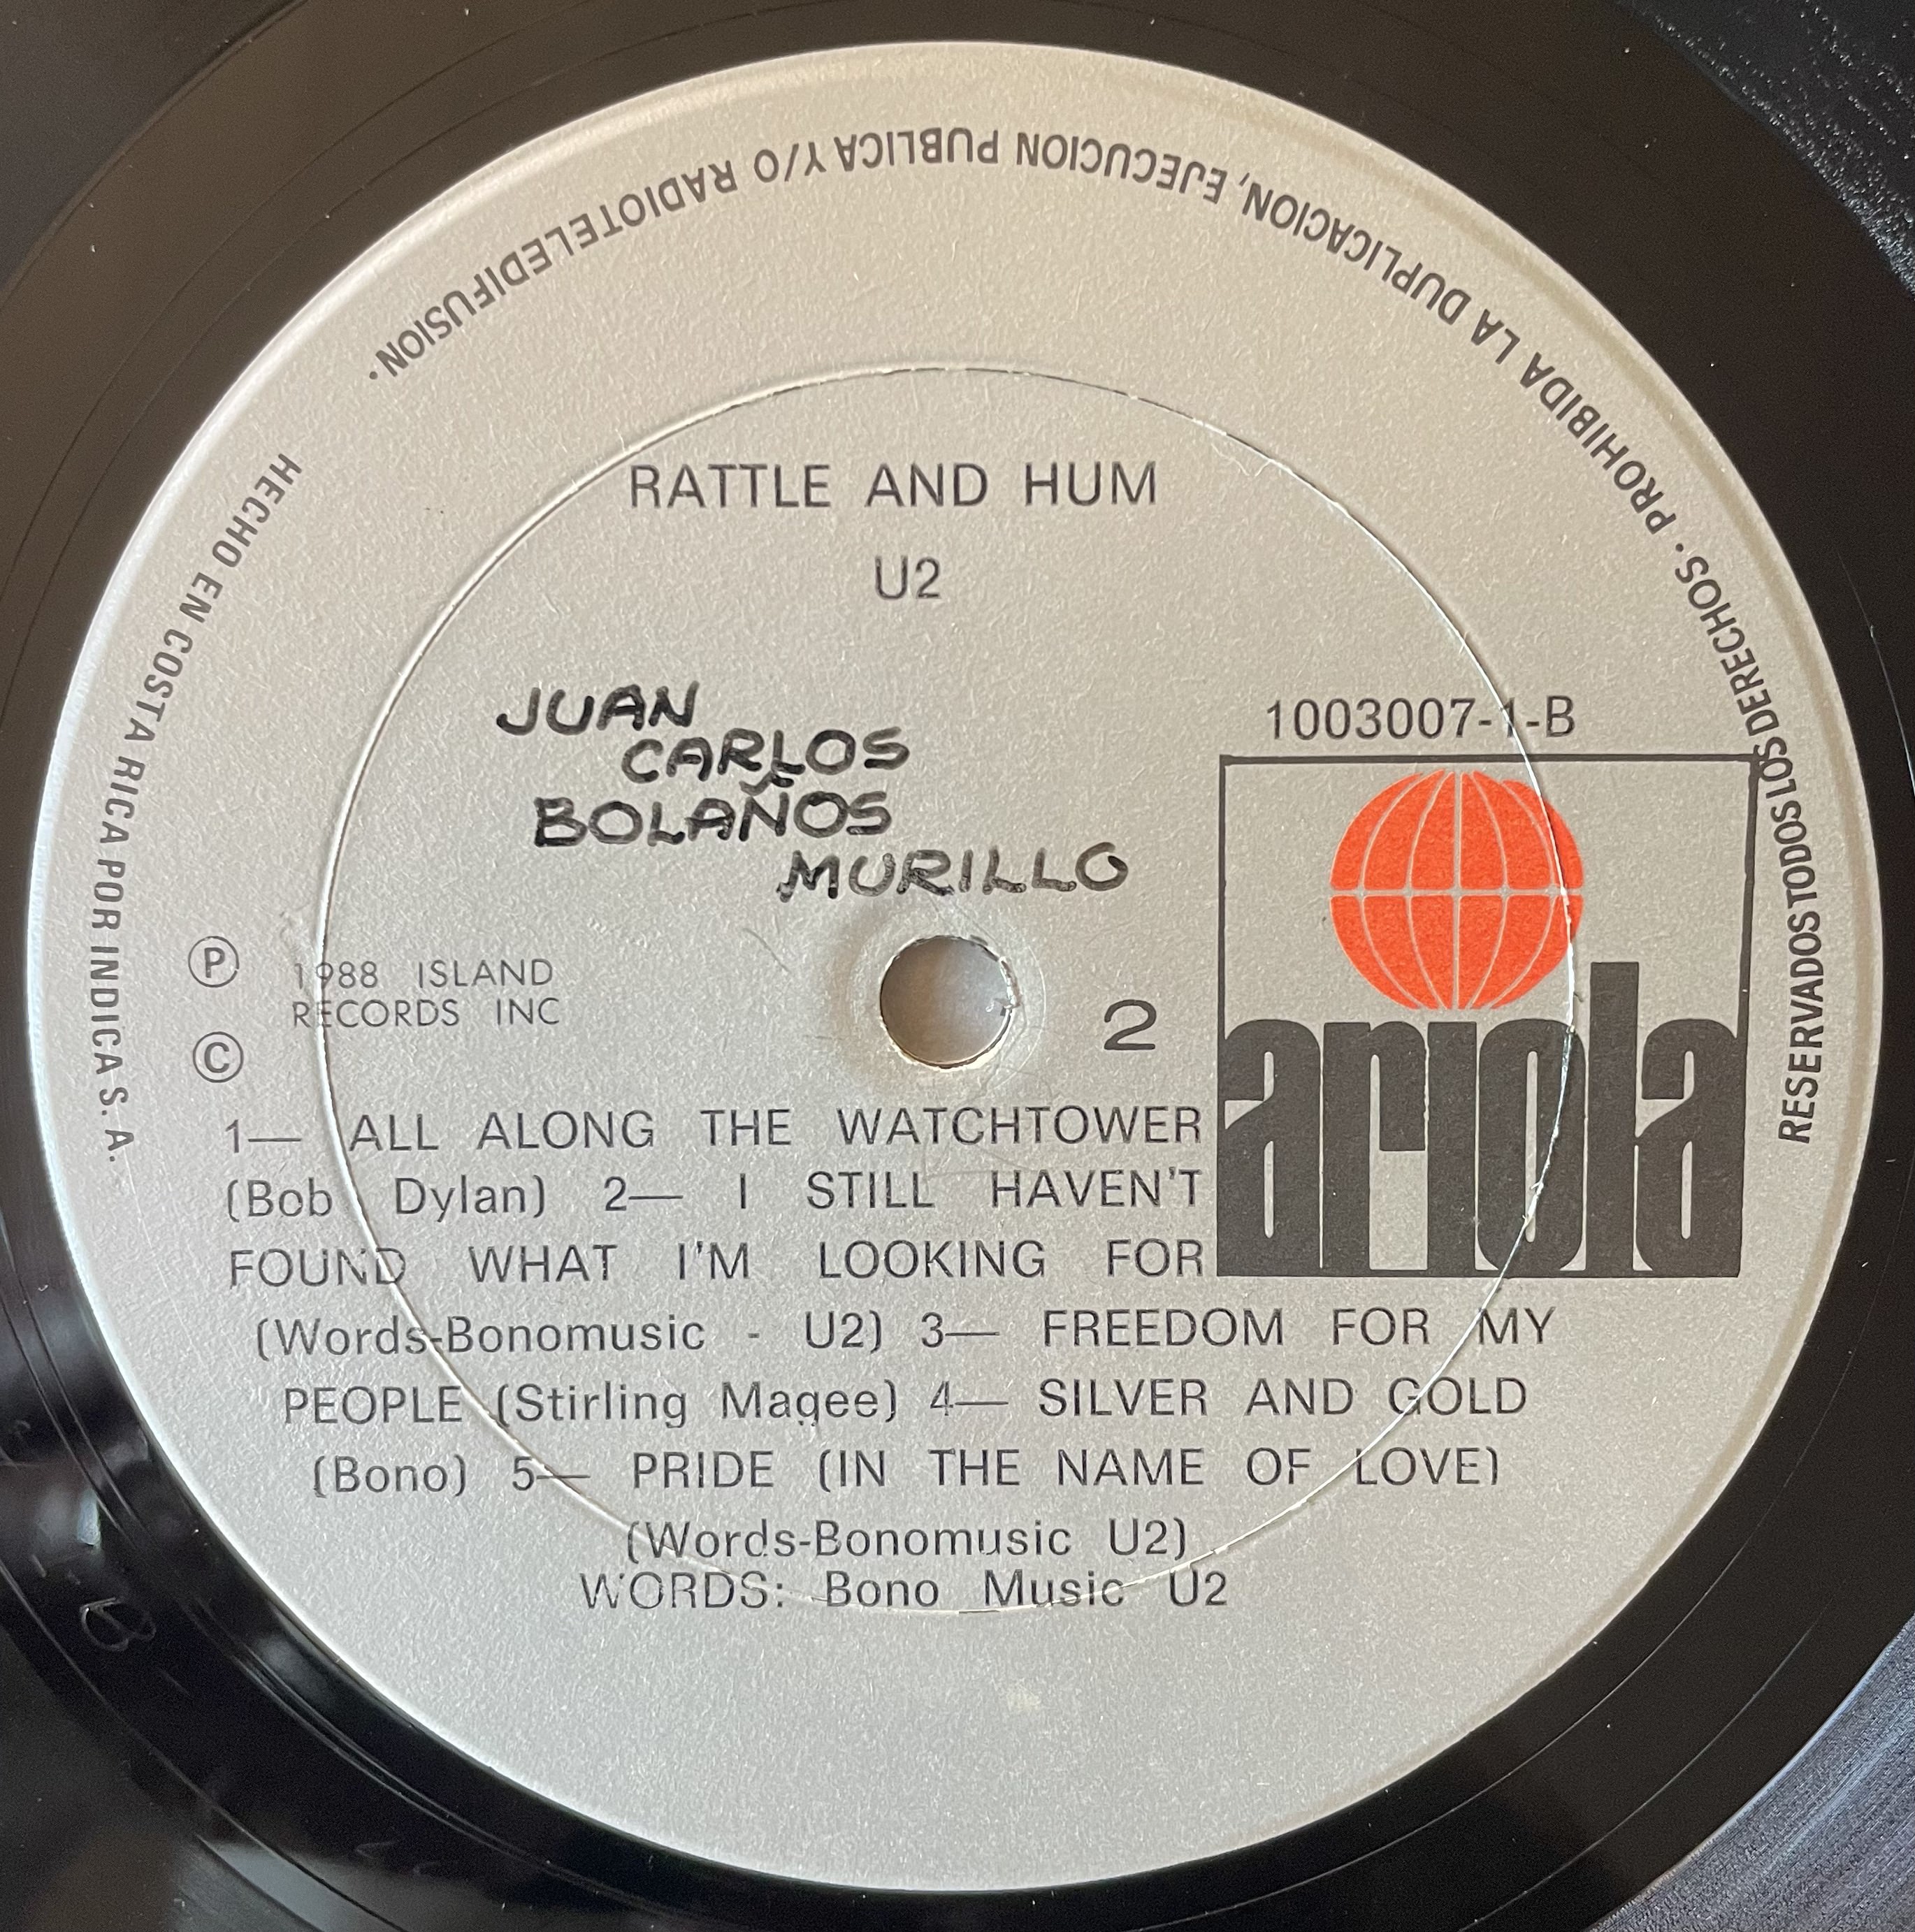 RATTLE AND HUM
U2
JUAN
CARLOS
BOLAÑOS
MURILLO
1003007-1-B
Ⓟ 1988 ISLAND
RECORDS INC
©
2
ariola
1— ALL ALONG THE WATCHTOWER
(Bob Dylan) 2— I STILL HAVEN'T
FOUND WHAT I'M LOOKING FOR
(Words-Bonomusic - U2) 3— FREEDOM FOR MY
PEOPLE (Stirling Magee) 4— SILVER AND GOLD
(Bono) 5— PRIDE (IN THE NAME OF LOVE)
(Words-Bonomusic U2)
WORDS: Bono Music U2
HECHO EN COSTA RICA POR INDICA S. A.
RESERVADOS TODOS LOS DERECHOS · PROHIBIDA LA DUPLICACION, EJECUCION PUBLICA Y/O RADIOTELEDIFUSION ·